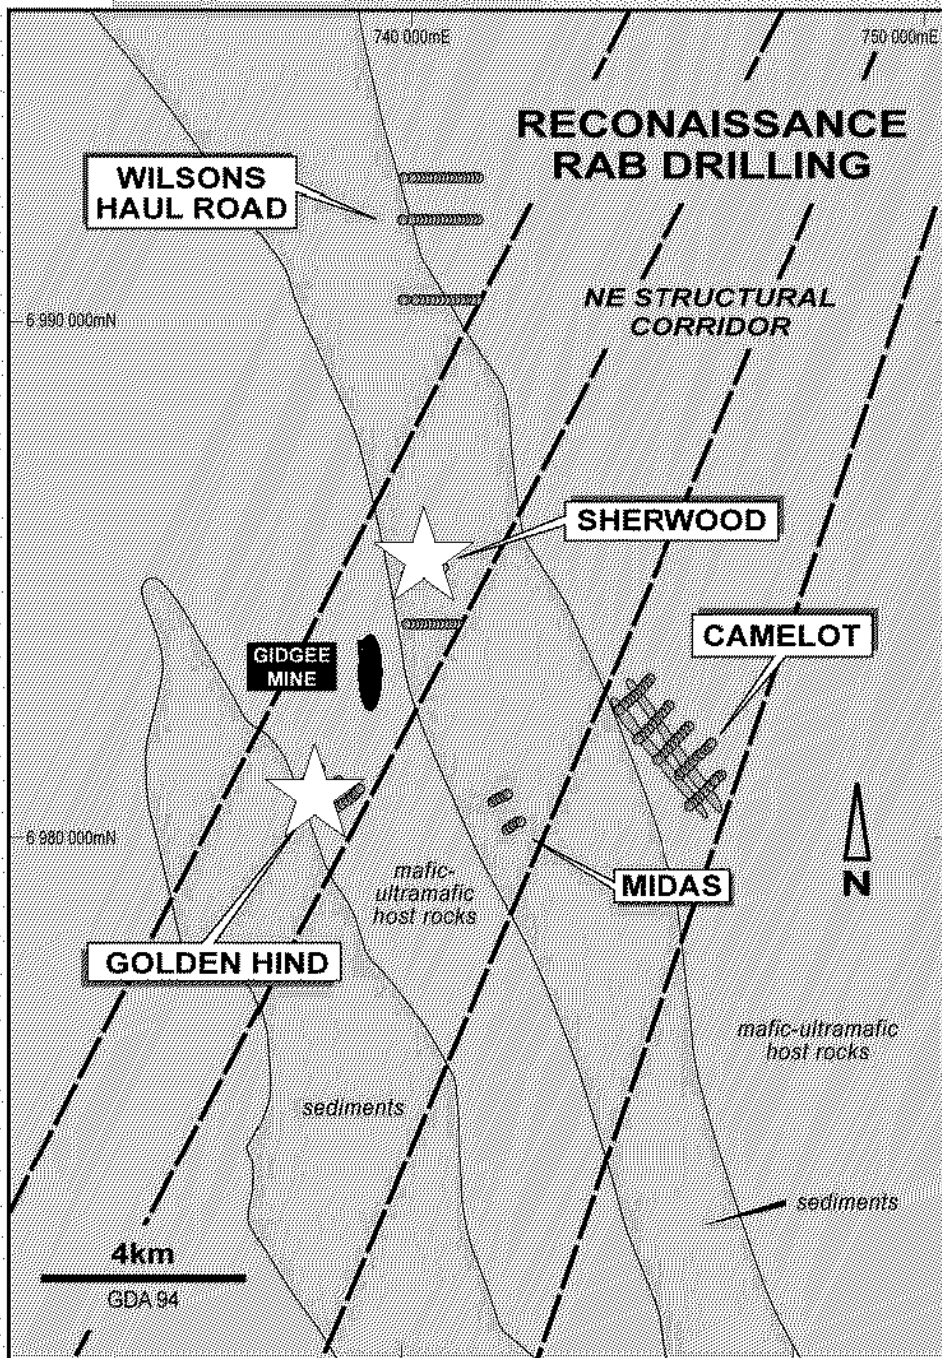 740 000mE
750 000mE
RECONAISSANCE
RAB DRILLING
WILSONS
HAUL ROAD
NE STRUCTURAL
CORRIDOR
6 990 000mN
SHERWOOD
CAMELOT
GIDGEE
MINE
6 980 000mN
mafic-
ultramafic
host rocks
MIDAS
N
GOLDEN HIND
mafic-ultramafic
host rocks
sediments
sediments
4km
GDA 94